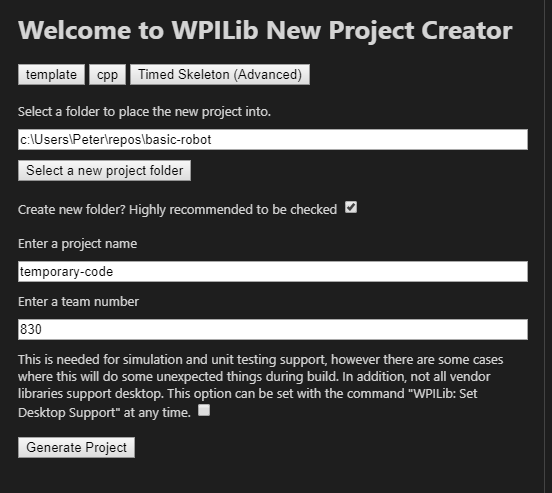 Welcome to WPILib New Project Creator
template cpp Timed Skeleton (Advanced)
Select a folder to place the new project into.
c:\Users\Peter\repos\basic-robot
Select a new project folder
Create new folder? Highly recommended to be checked
Enter a project name
temporary-code
Enter a team number
830
This is needed for simulation and unit testing support, however there are some cases
where this will do some unexpected things during build. In addition, not all vendor
libraries support desktop. This option can be set with the command "WPILib: Set
Desktop Support" at any time.
Generate Project